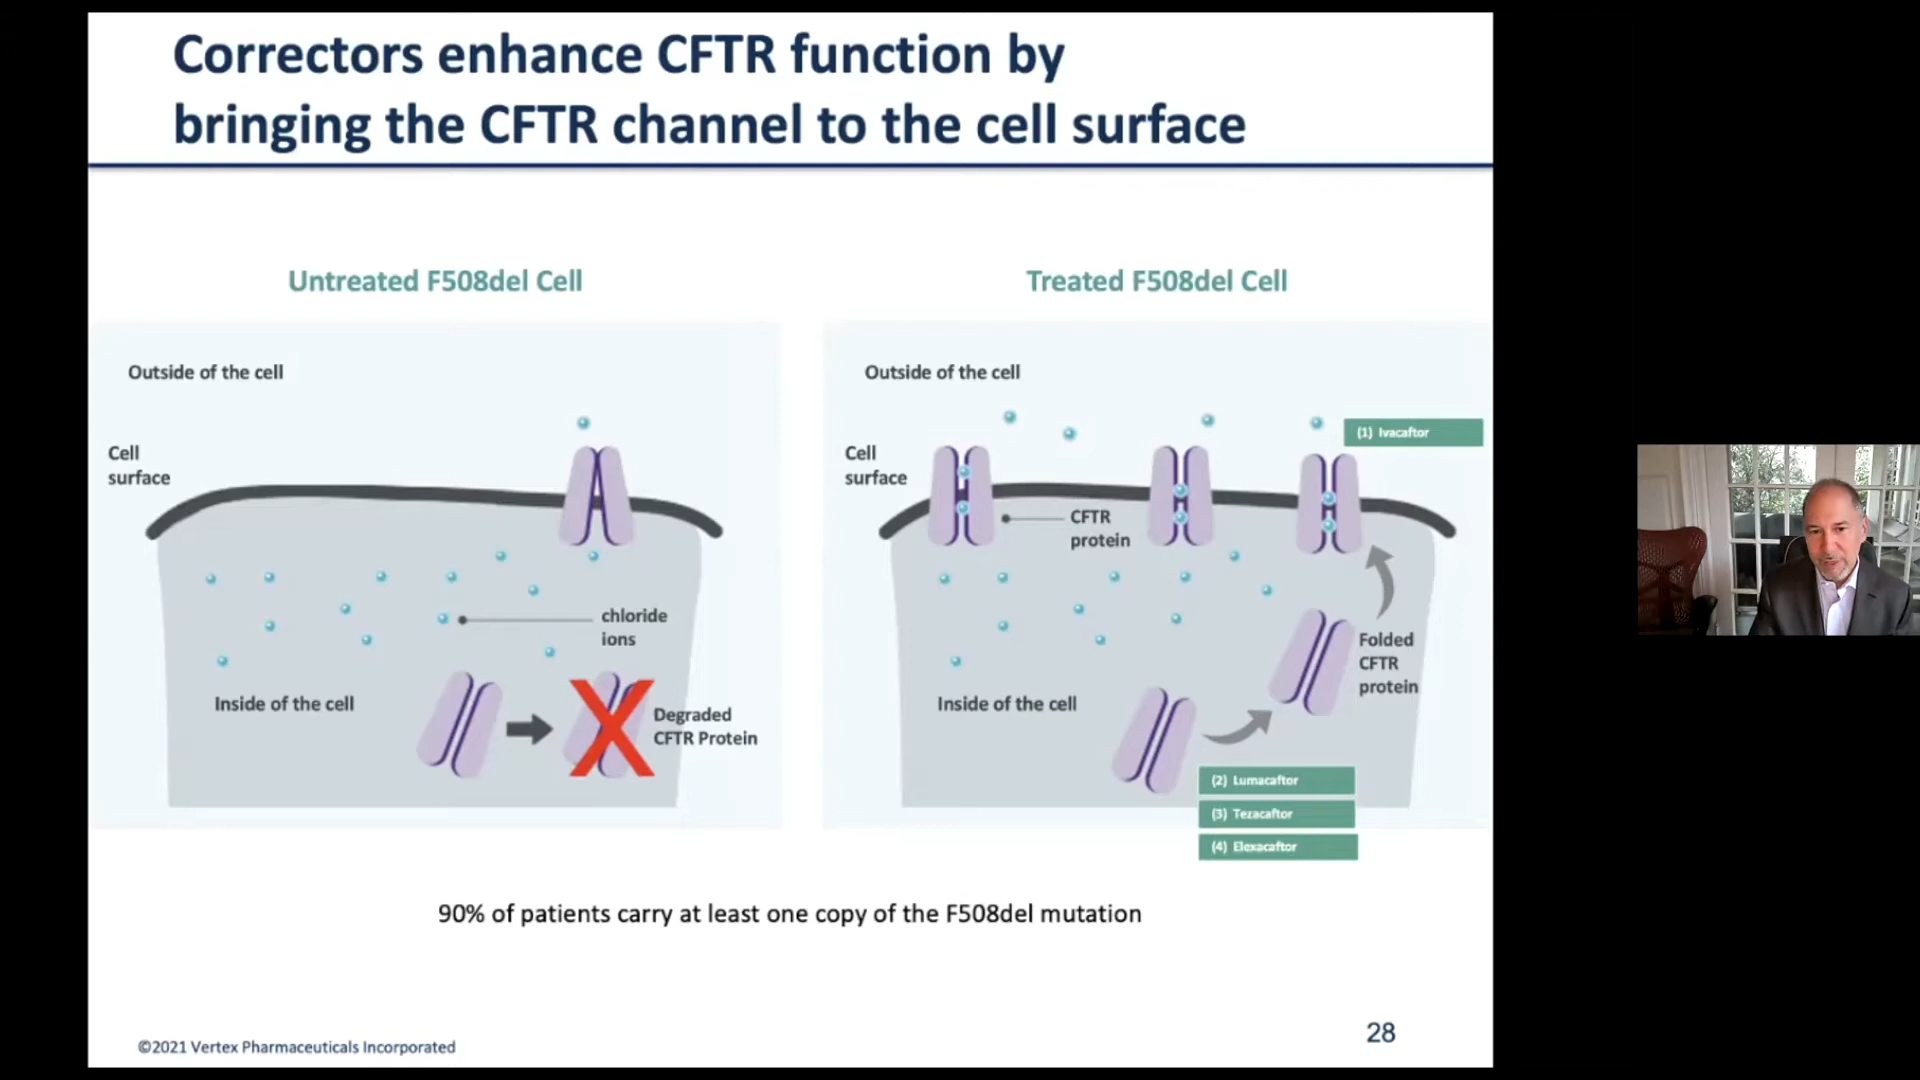 Correctors enhance CFTR function by
bringing the CFTR channel to the cell surface
Untreated F508del Cell
Outside of the cell
Cell
surface
chloride
ions
Inside of the cell
Degraded
CFTR Protein
Treated F508del Cell
Outside of the cell
(1) Ivacaftor
Cell
surface
CFTR
protein
Folded
CFTR
protein
Inside of the cell
(2) Lumacaftor
(3) Tezacaftor
(4) Elexacaftor
90% of patients carry at least one copy of the F508del mutation
©2021 Vertex Pharmaceuticals Incorporated
28